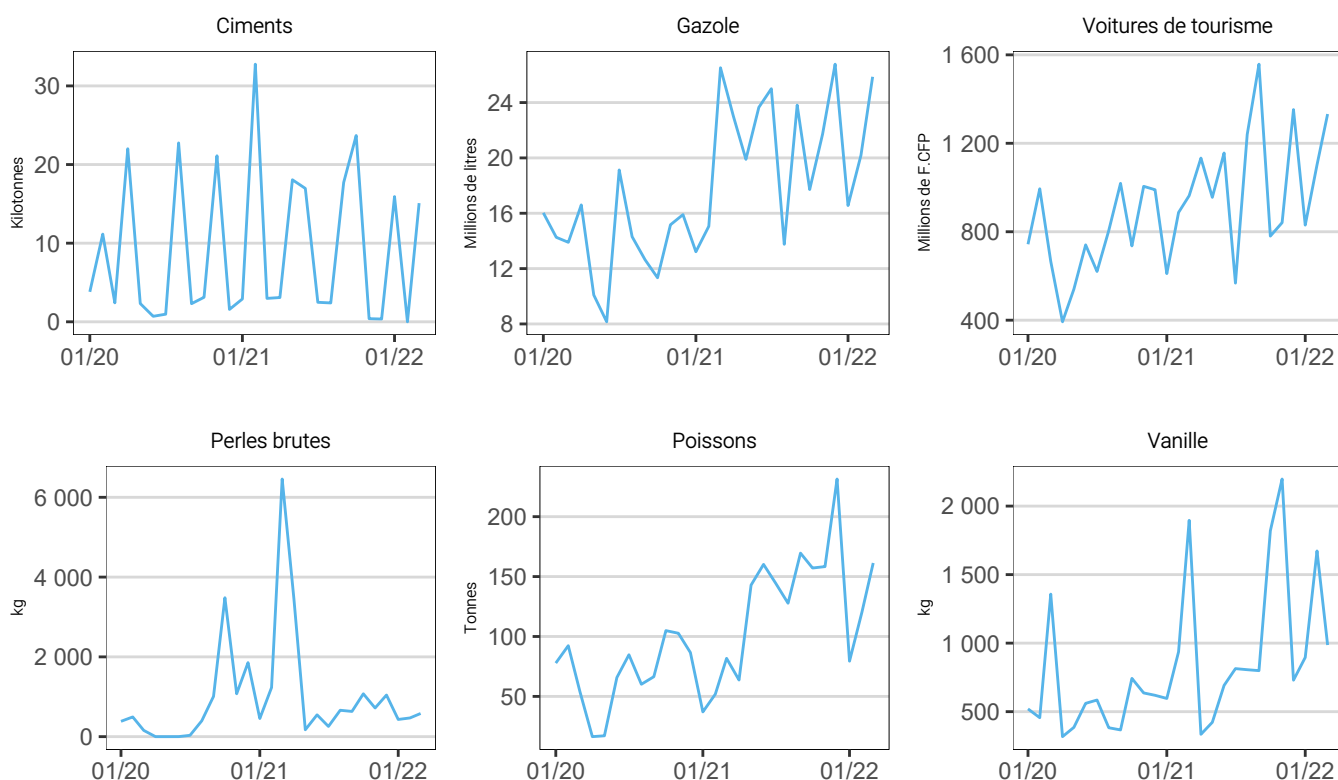 Ciments
Gazole
Voitures de tourisme
Kilotonnes
30
20
10
0
01/20 01/21 01/22
Millions de litres
24
20
16
12
8
01/20 01/21 01/22
Millions de F.CFP
1 600
1 200
800
400
01/20 01/21 01/22
Perles brutes
Poissons
Vanille
kg
6 000
4 000
2 000
0
01/20 01/21 01/22
Tonnes
200
150
100
50
01/20 01/21 01/22
kg
2 000
1 500
1 000
500
01/20 01/21 01/22